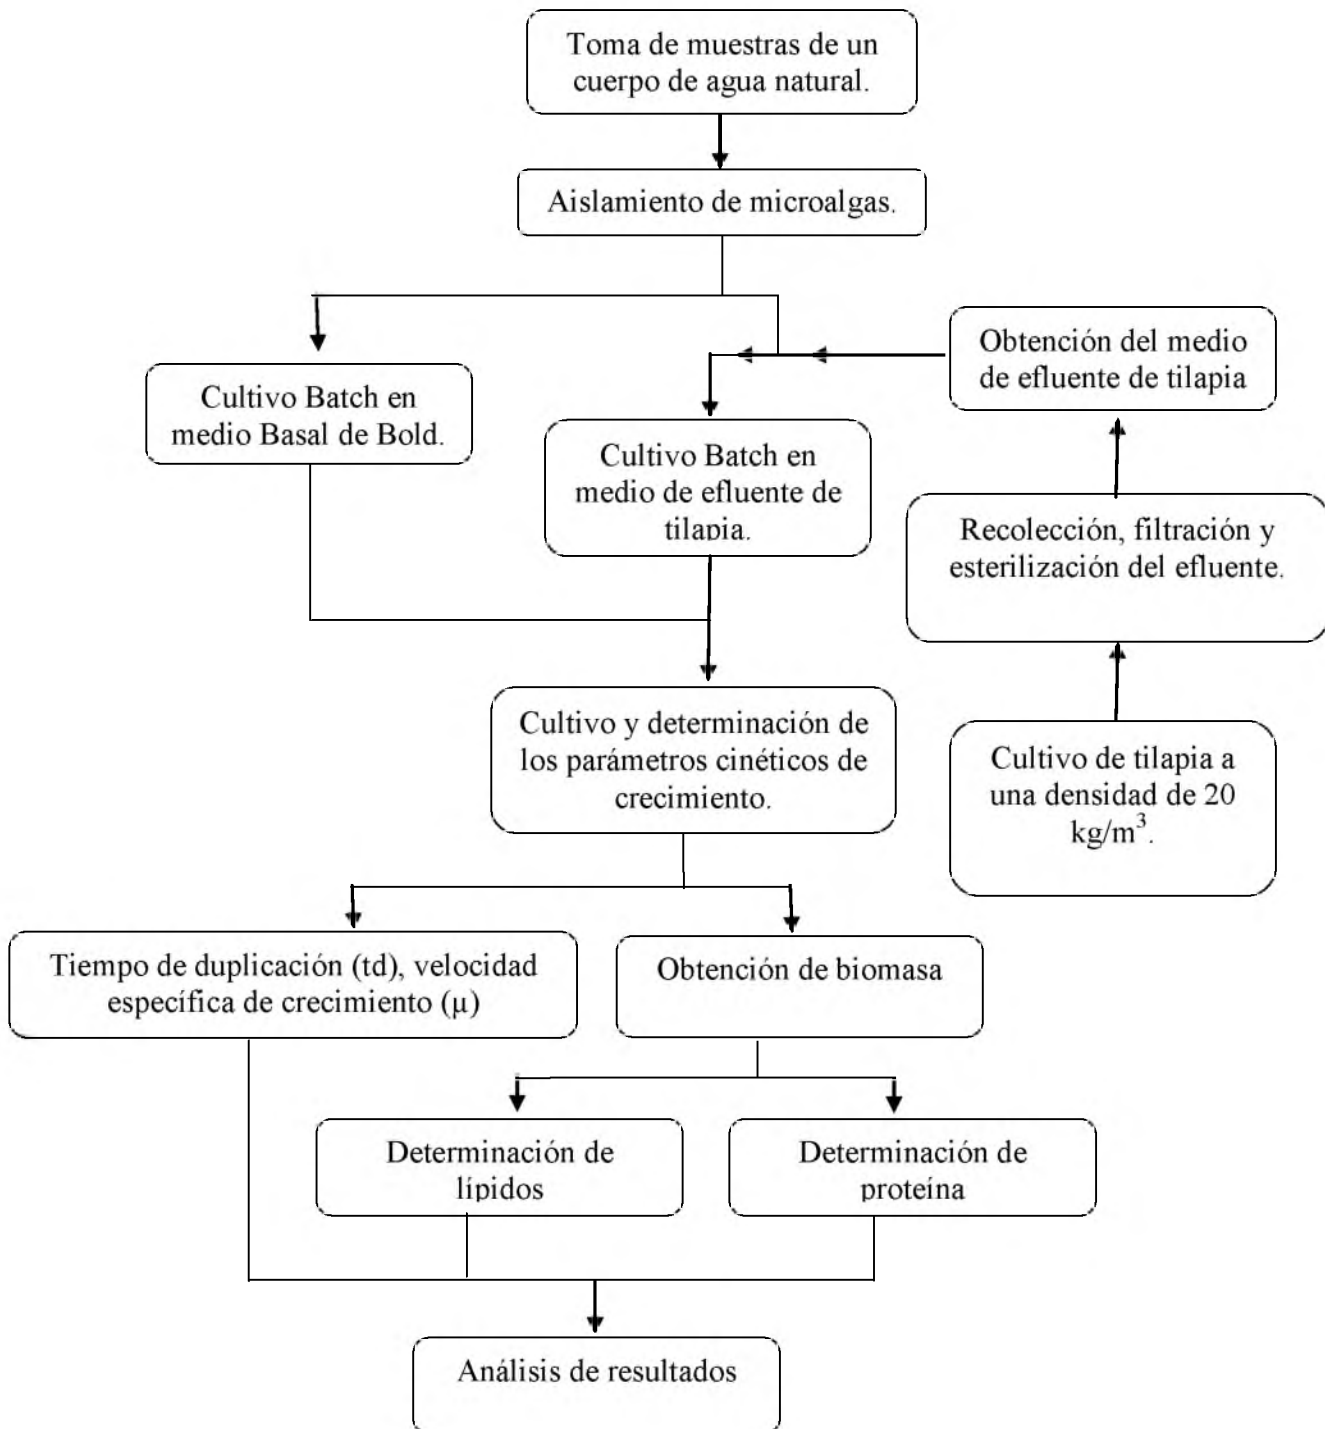 Toma de muestras de un
cuerpo de agua natural.
Aislamiento de microalgas.
Obtención del medio
de efluente de tilapia
Cultivo Batch en
medio Basal de Bold.
Cultivo Batch en
medio de efluente de
tilapia.
Recolección, filtración y
esterilización del efluente.
Cultivo y determinación de
los parámetros cinéticos de
crecimiento.
Cultivo de tilapia a
una densidad de 20
kg/m³.
Tiempo de duplicación (td), velocidad
específica de crecimiento (µ)
Obtención de biomasa
Determinación de
lípidos
Determinación de
proteína
Análisis de resultados